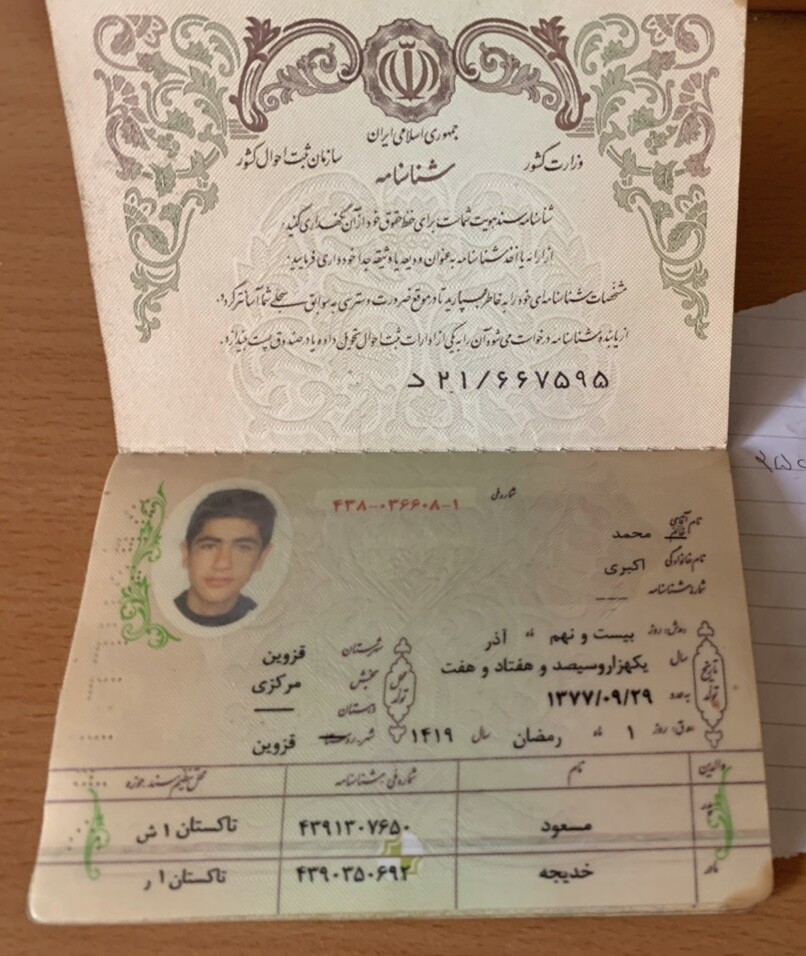 جمهوری اسلامی ایران
وزارت کشور
سازمان ثبت احوال کشور
شناسنامه
شناسنامه سند هویت شماست برای حفظ حقوق خود از آن نگهداری کنید.
از ارائه یا اخذ شناسنامه به عنوان ودیعه یا وثیقه جداً خودداری فرمایید.
مشخصات شناسنامه‌ای خود را به خاطر بسپارید تا در موقع ضرورت دسترسی به سوابق سجلی شما آسانتر گردد.
از یابنده شناسنامه درخواست می‌شود آن را به یکی از ادارات ثبت احوال تحویل داده یا در صندوق پست بیندازد.
د ۲۱/۶۶۷۵۹۵
شماره ملی ۴۳۸-۰۳۶۶۰۸-۱
نام آقای خانم محمد
نام خانوادگی اکبری
شماره شناسنامه ---
تاریخ تولد
شمسی: روز بیست و نهم ماه آذر
سال یکهزاروسیصد و هفتاد و هفت
به عدد ۱۳۷۷/۰۹/۲۹
قمری: روز ۱ ماه رمضان سال ۱۴۱۹
محل تولد
شهرستان قزوین
بخش مرکزی
دهستان ---
شهر روستا قزوین
والدین نام شماره ملی / شناسنامه محل تنظیم سند، حوزه
پدر مسعود ۴۳۹۱۳۰۷۶۵۰ تاکستان ۱ ش
مادر خدیجه ۴۳۹۰۳۵۰۶۹۲ تاکستان ۱ ر